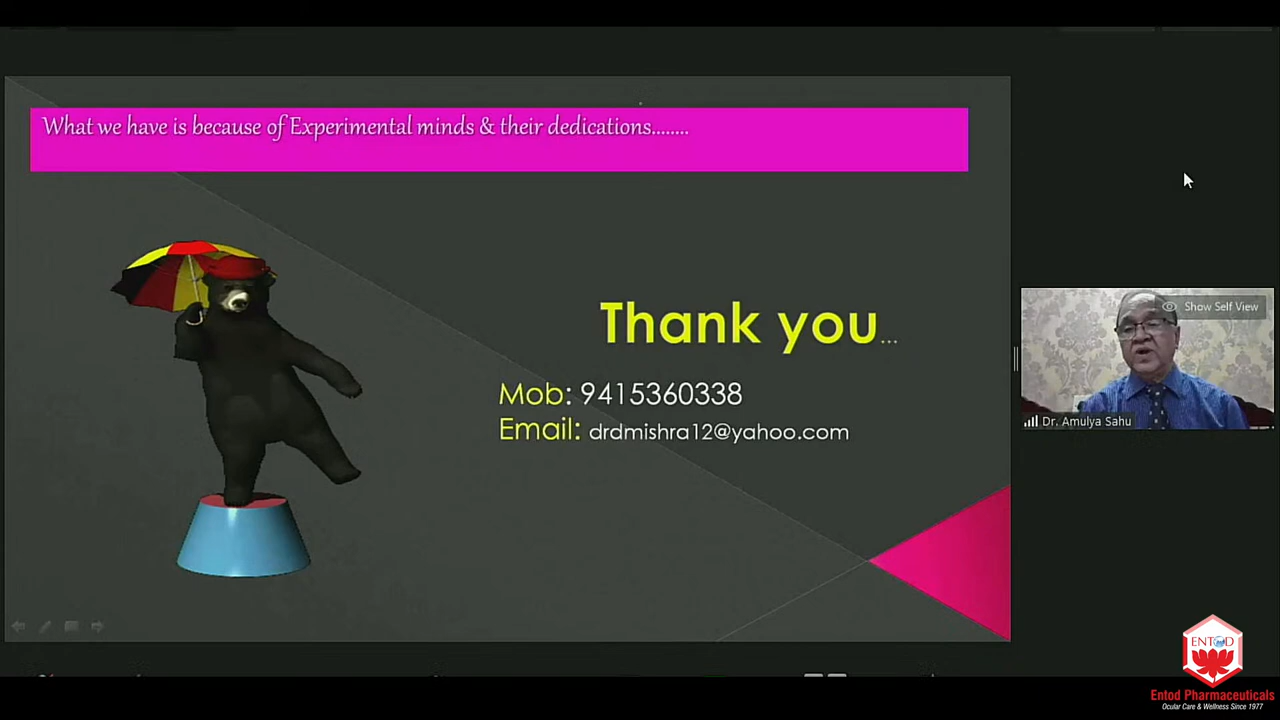 What we have is because of Experimental minds & their dedications........
Thank you...
Mob: 9415360338
Email: drdmishra12@yahoo.com
Show Self View
Dr. Amulya Sahu
ENTOD
Entod Pharmaceuticals
Ocular Care & Wellness Since 1977